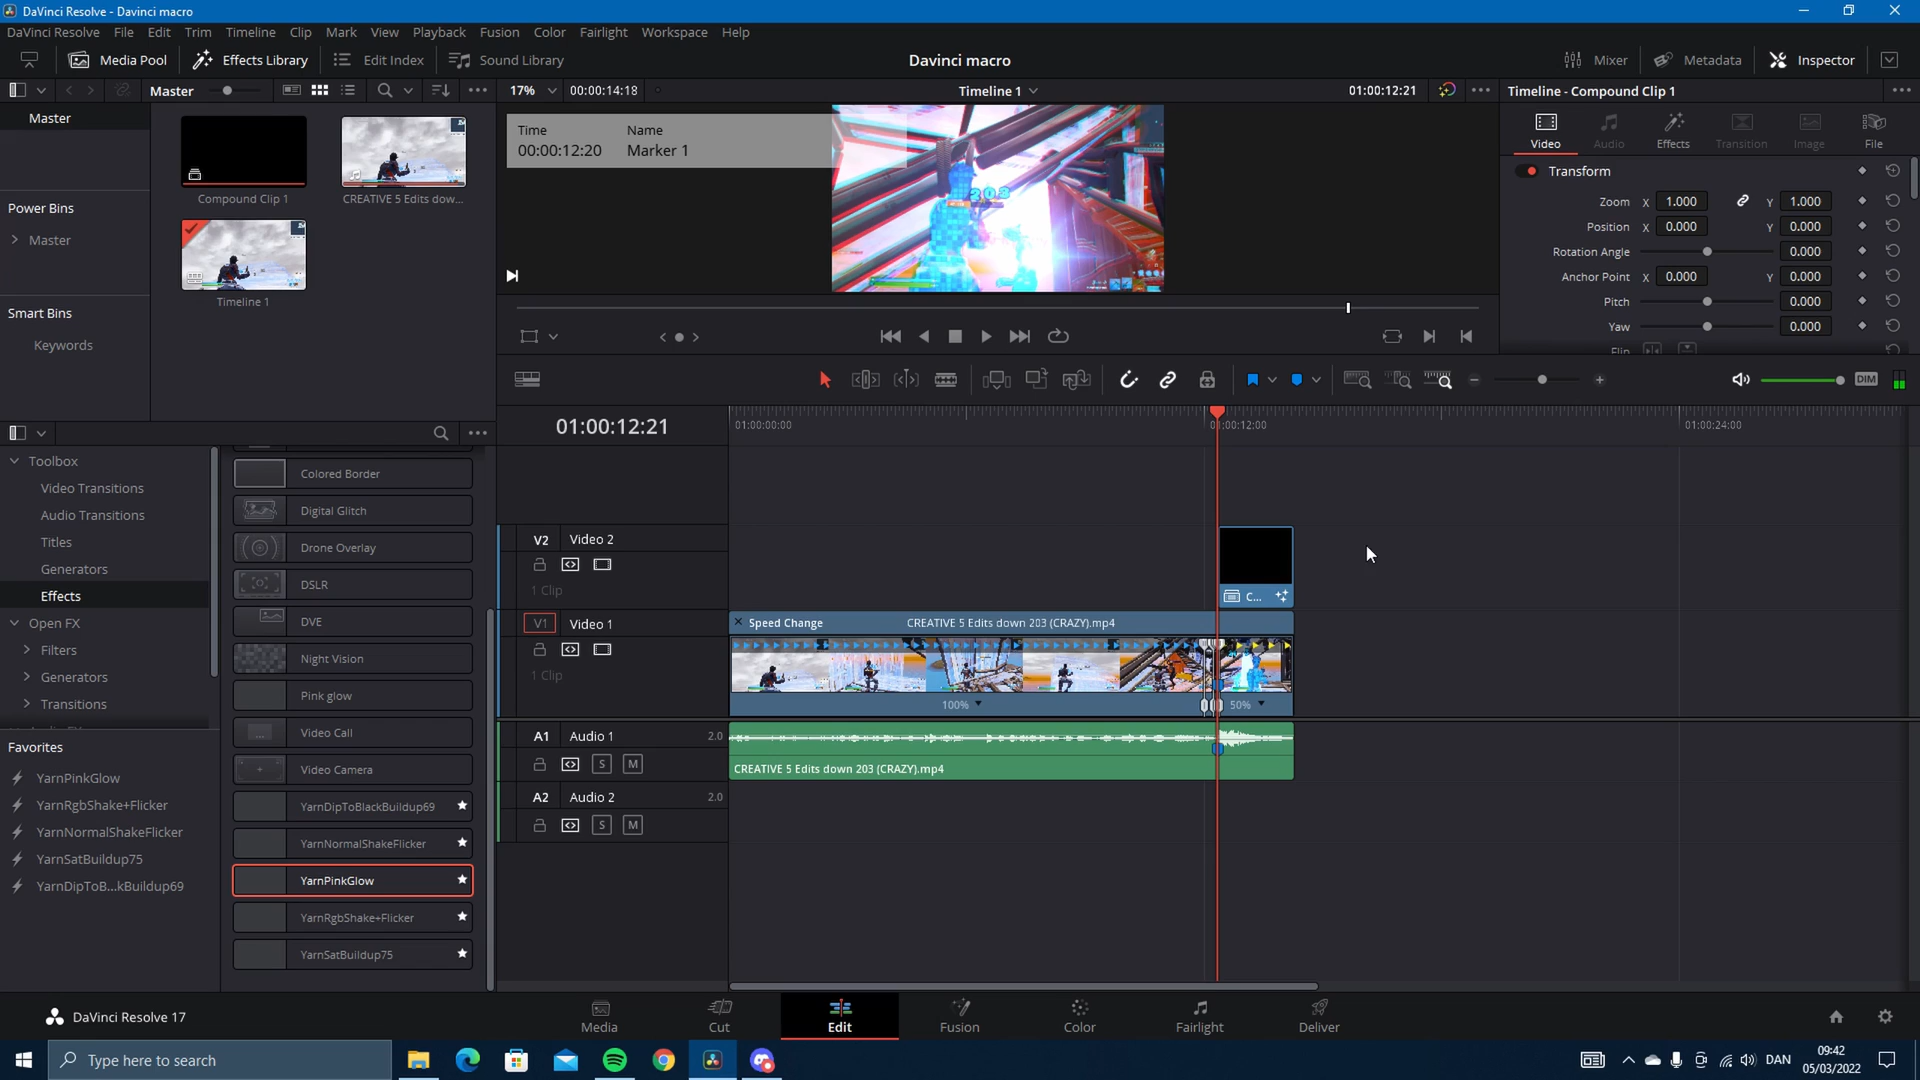 DaVinci Resolve - Davinci macro
DaVinci Resolve File Edit Trim Timeline Clip Mark View Playback Fusion Color Fairlight Workspace Help
Media Pool Effects Library Edit Index Sound Library Davinci macro Mixer Metadata Inspector
Master 17% 00:00:14:18 Timeline 1 01:00:12:21 Timeline - Compound Clip 1
Master
Power Bins
Master
Smart Bins
Keywords
Compound Clip 1
CREATIVE 5 Edits dow...
Timeline 1
Time Name
00:00:12:20 Marker 1
203
Video Audio Effects Transition Image File
Transform
Zoom X 1.000 Y 1.000
Position X 0.000 Y 0.000
Rotation Angle 0.000
Anchor Point X 0.000 Y 0.000
Pitch 0.000
Yaw 0.000
Flip
DIM
01:00:12:21
01:00:00:00 01:00:12:00 01:00:24:00
Toolbox
Video Transitions
Audio Transitions
Titles
Generators
Effects
Open FX
Filters
Generators
Transitions
Favorites
YarnPinkGlow
YarnRgbShake+Flicker
YarnNormalShakeFlicker
YarnSatBuildup75
YarnDipToB...kBuildup69
Colored Border
Digital Glitch
Drone Overlay
DSLR
DVE
Night Vision
Pink glow
Video Call
Video Camera
YarnDipToBlackBuildup69
YarnNormalShakeFlicker
YarnPinkGlow
YarnRgbShake+Flicker
YarnSatBuildup75
V2 Video 2
1 Clip
C...
V1 Video 1
1 Clip
Speed Change CREATIVE 5 Edits down 203 (CRAZY).mp4
100% 50%
A1 Audio 1 2.0
S M
CREATIVE 5 Edits down 203 (CRAZY).mp4
A2 Audio 2 2.0
S M
DaVinci Resolve 17
Media Cut Edit Fusion Color Fairlight Deliver
Type here to search
DAN
09:42
05/03/2022